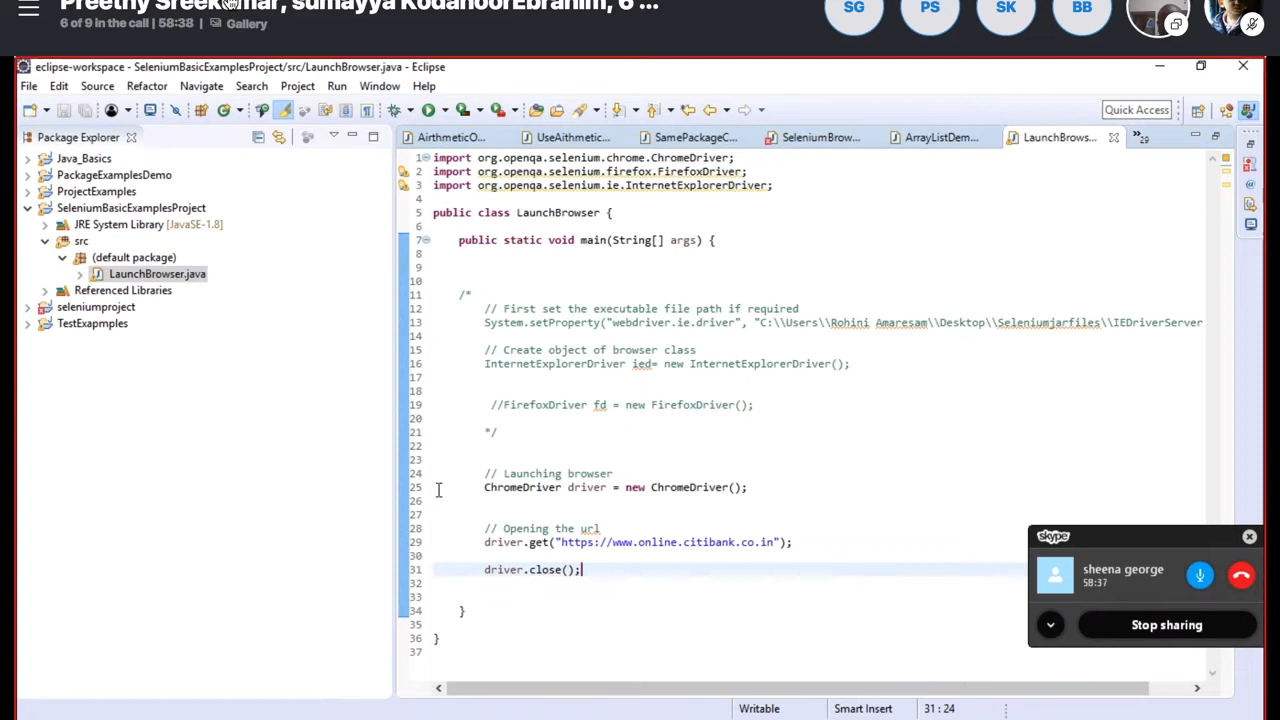 Preethy Sreekumar, sumayya KodanoorEbrahim, 6 ...
6 of 9 in the call | 58:38 | Gallery
SG PS SK BB
eclipse-workspace - SeleniumBasicExamplesProject/src/LaunchBrowser.java - Eclipse
File Edit Source Refactor Navigate Search Project Run Window Help
Quick Access
Package Explorer
AirthmeticO... UseAithmetic... SamePackageC... SeleniumBrow... ArrayListDem... LaunchBrows... »29
Java_Basics
PackageExamplesDemo
ProjectExamples
SeleniumBasicExamplesProject
JRE System Library [JavaSE-1.8]
src
(default package)
LaunchBrowser.java
Referenced Libraries
seleniumproject
TestExapmples
1 import org.openqa.selenium.chrome.ChromeDriver;
2 import org.openqa.selenium.firefox.FirefoxDriver;
3 import org.openqa.selenium.ie.InternetExplorerDriver;
4
5 public class LaunchBrowser {
6
7 public static void main(String[] args) {
8
9
10
11 /*
12 // First set the executable file path if required
13 System.setProperty("webdriver.ie.driver", "C:\\Users\\Rohini Amaresam\\Desktop\\Seleniumjarfiles\\IEDriverServer
14
15 // Create object of browser class
16 InternetExplorerDriver ied= new InternetExplorerDriver();
17
18
19 //FirefoxDriver fd = new FirefoxDriver();
20
21 */
22
23
24 // Launching browser
25 ChromeDriver driver = new ChromeDriver();
26
27
28 // Opening the url
29 driver.get("https://www.online.citibank.co.in");
30
31 driver.close();
32
33
34 }
35
36 }
37
skype
sheena george
58:37
Stop sharing
Writable Smart Insert 31 : 24